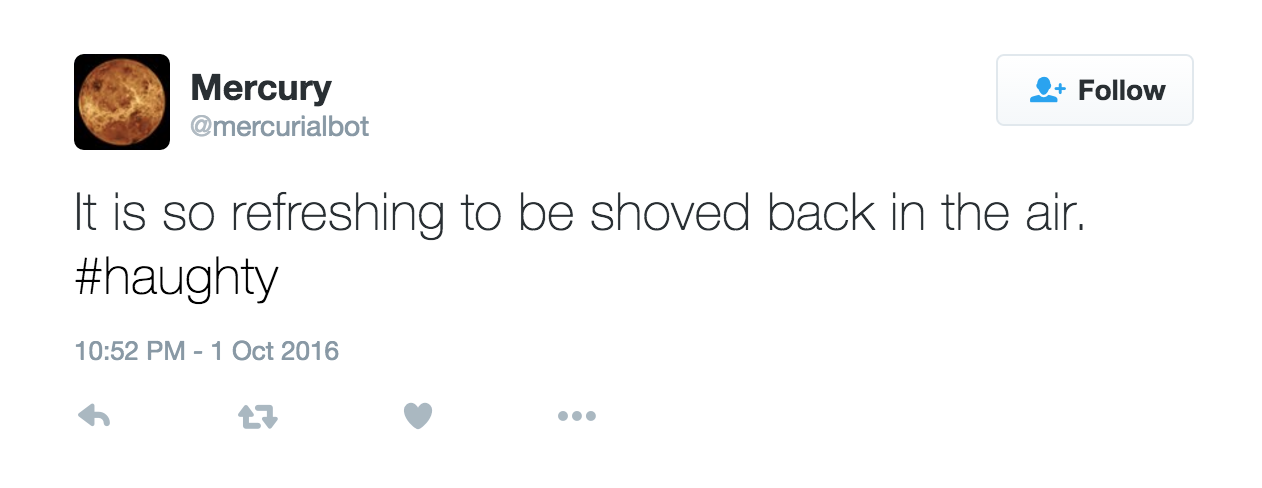 Mercury
Follow
@mercurialbot
It is so refreshing to be shoved back in the air.
#haughty
10:52 PM - 1 Oct 2016